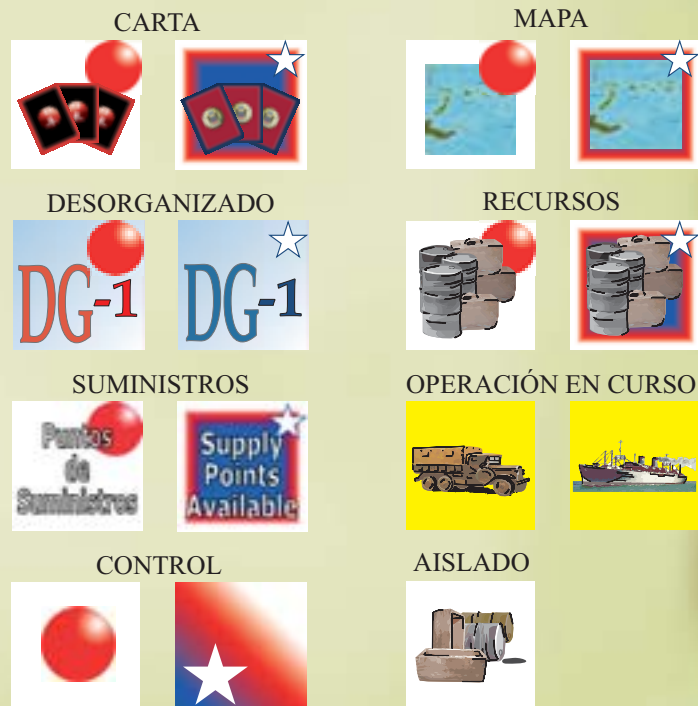 CARTA
MAPA
DESORGANIZADO
RECURSOS
DG-1
DG-1
SUMINISTROS
OPERACIÓN EN CURSO
Puntos
de
Suministros
Supply
Points
Available
CONTROL
AISLADO